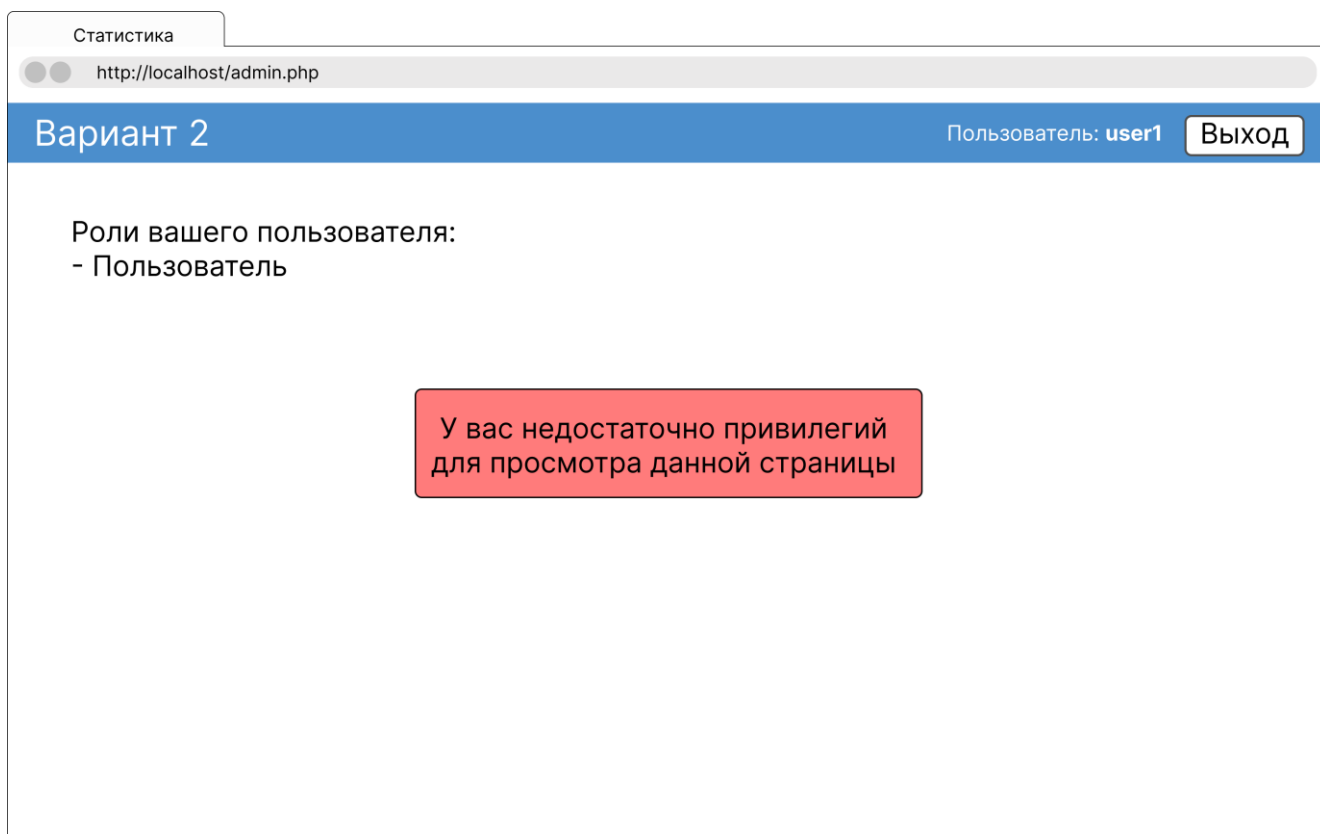 Статистика
http://localhost/admin.php
Вариант 2
Пользователь: user1
Выход
Роли вашего пользователя:
- Пользователь
У вас недостаточно привилегий
для просмотра данной страницы